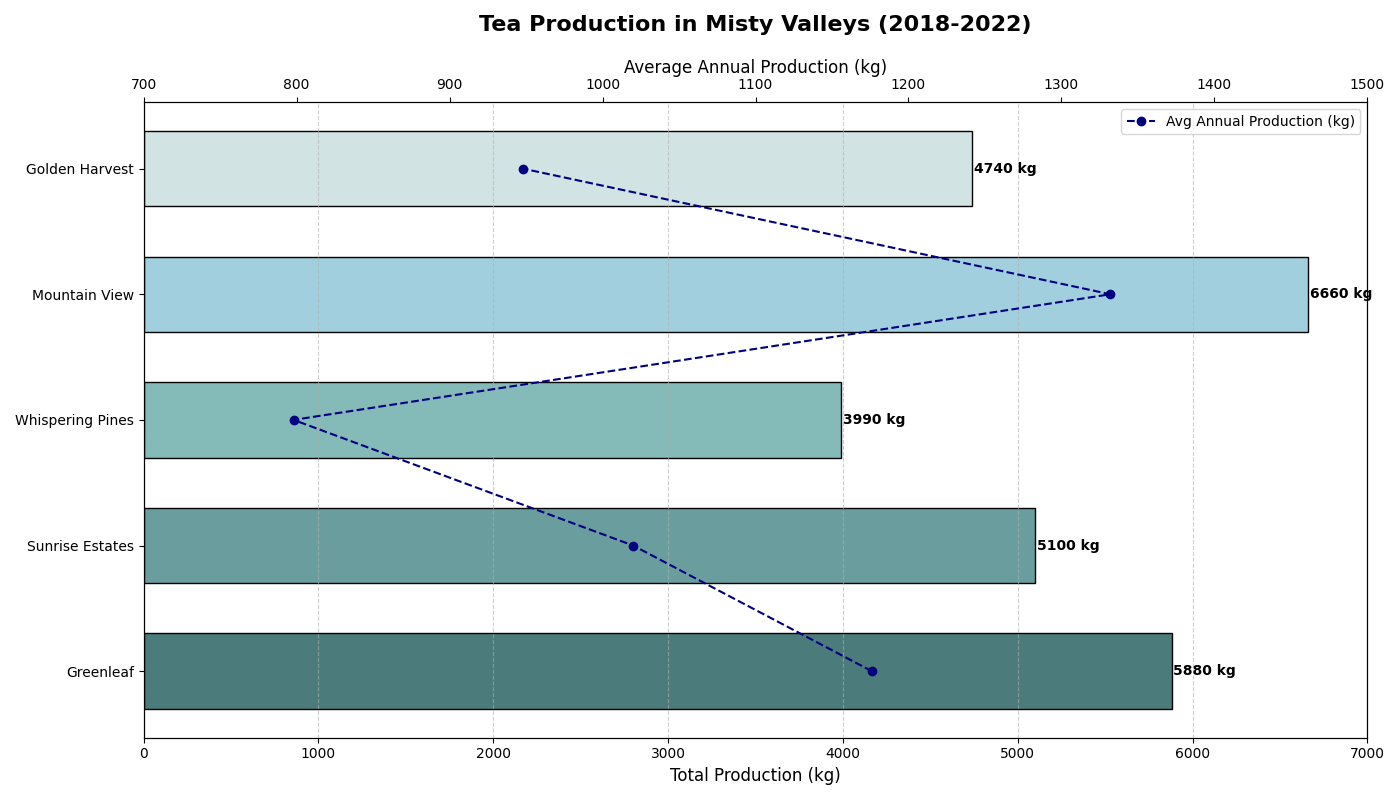 Tea Production in Misty Valleys (2018-2022)
Average Annual Production (kg)
700 800 900 1000 1100 1200 1300 1400 1500
Avg Annual Production (kg)
Golden Harvest 4740 kg
Mountain View 6660 kg
Whispering Pines 3990 kg
Sunrise Estates 5100 kg
Greenleaf 5880 kg
0 1000 2000 3000 4000 5000 6000 7000
Total Production (kg)